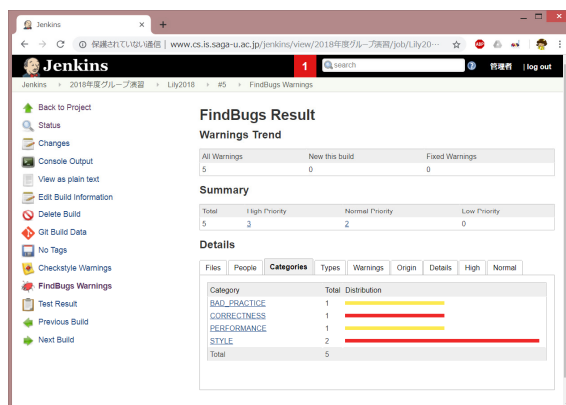 Jenkins
保護されていない通信 | www.cs.is.saga-u.ac.jp/jenkins/view/2018年度グループ演習/job/Lily20…
Jenkins 1 search 管理者 | log out
Jenkins 2018年度グループ演習 Lily2018 #5 FindBugs Warnings
Back to Project
Status
Changes
Console Output
View as plain text
Edit Build Information
Delete Build
Git Build Data
No Tags
Checkstyle Warnings
FindBugs Warnings
Test Result
Previous Build
Next Build
FindBugs Result
Warnings Trend
All Warnings New this build Fixed Warnings
5 0 0
Summary
Total High Priority Normal Priority Low Priority
5 3 2 0
Details
Files People Categories Types Warnings Origin Details High Normal
Category Total Distribution
BAD_PRACTICE 1
CORRECTNESS 1
PERFORMANCE 1
STYLE 2
Total 5